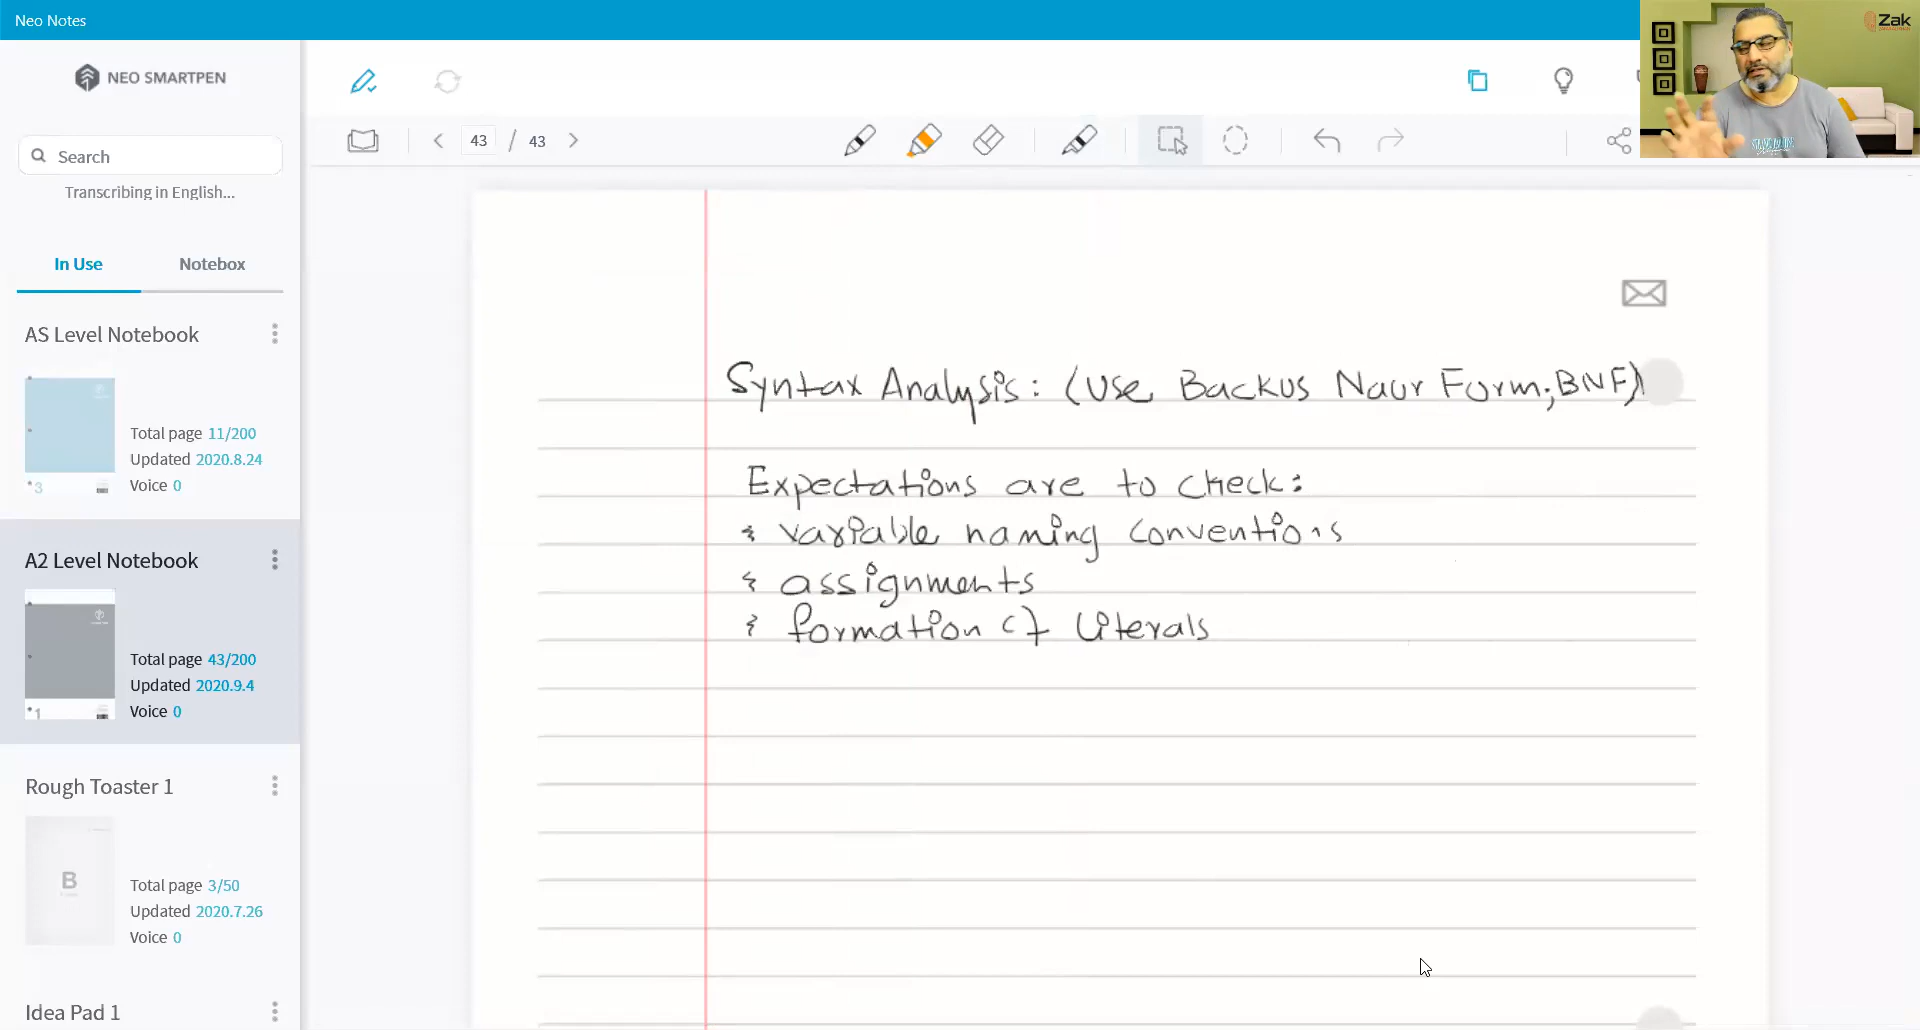 Neo Notes
Zak
NEO SMARTPEN
Search
Transcribing in English...
43 / 43
In Use Notebox
AS Level Notebook
Total page 11/200
Updated 2020.8.24
Voice 0
3
A2 Level Notebook
Total page 43/200
Updated 2020.9.4
Voice 0
1
Rough Toaster 1
B
Total page 3/50
Updated 2020.7.26
Voice 0
Idea Pad 1
Syntax Analysis: (Use Backus Naur Form; BNF)
Expectations are to check:
* variable naming conventions
* assignments
* formation of literals